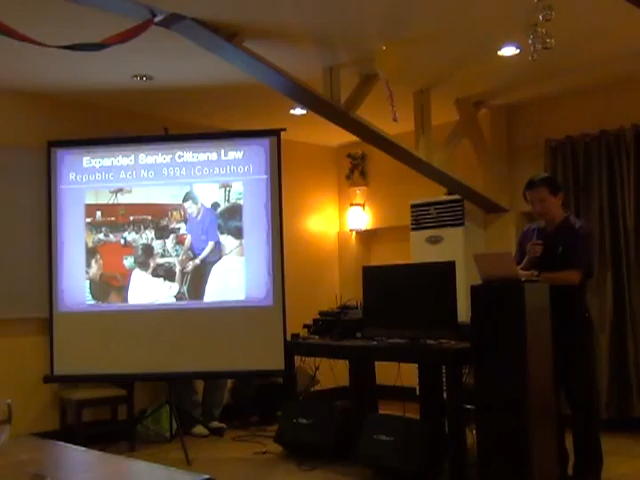 Expanded Senior Citizens Law
Republic Act No. 9994 (Co-author)